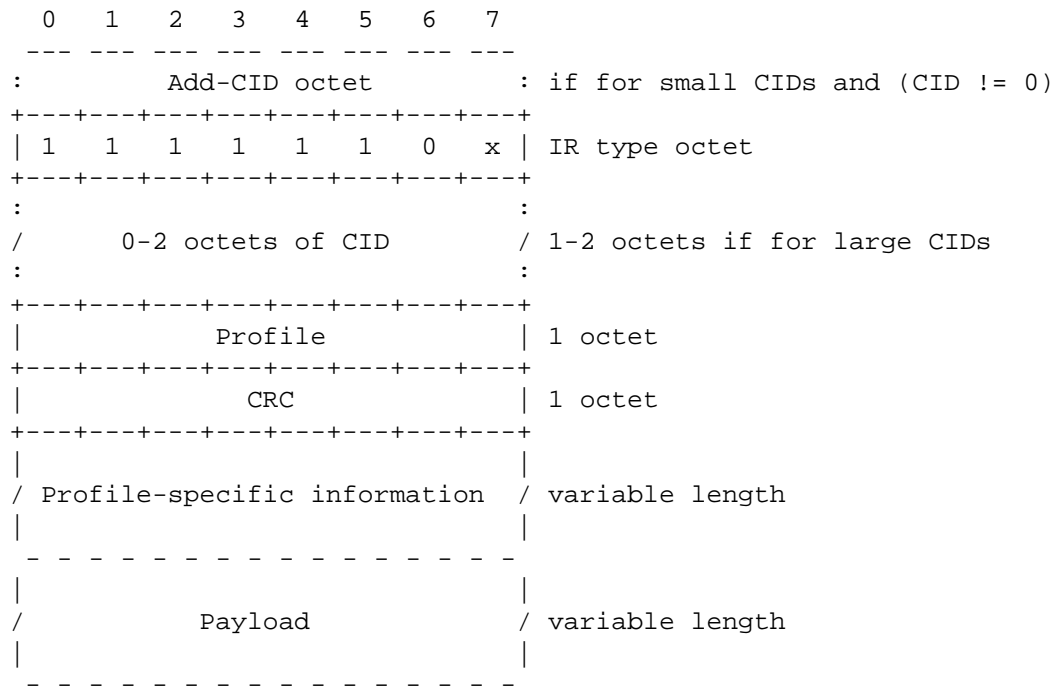 0   1   2   3   4   5   6   7
 --- --- --- --- --- --- --- ---
:         Add-CID octet         : if for small CIDs and (CID != 0)
+---+---+---+---+---+---+---+---+
| 1   1   1   1   1   1   0   x | IR type octet
+---+---+---+---+---+---+---+---+
:                               :
/      0-2 octets of CID        / 1-2 octets if for large CIDs
:                               :
+---+---+---+---+---+---+---+---+
|            Profile            | 1 octet
+---+---+---+---+---+---+---+---+
|              CRC              | 1 octet
+---+---+---+---+---+---+---+---+
|                               |
/ Profile-specific information  / variable length
|                               |
 - - - - - - - - - - - - - - - -
|                               |
/           Payload             / variable length
|                               |
 - - - - - - - - - - - - - - - -